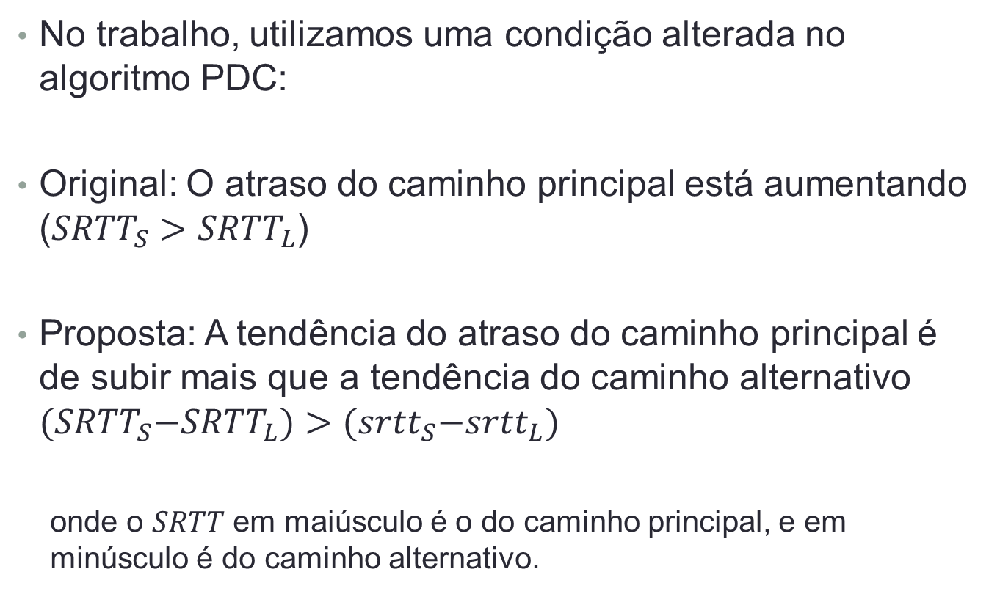 • No trabalho, utilizamos uma condição alterada no
algoritmo PDC:
• Original: O atraso do caminho principal está aumentando
(SRTT_S > SRTT_L)
• Proposta: A tendência do atraso do caminho principal é
de subir mais que a tendência do caminho alternativo
(SRTT_S−SRTT_L) > (srtt_S−srtt_L)
onde o SRTT em maiúsculo é o do caminho principal, e em
minúsculo é do caminho alternativo.